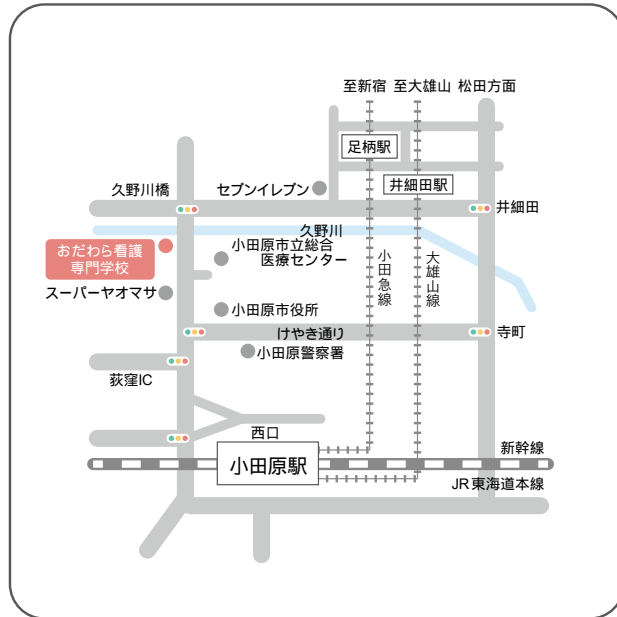 至新宿
至大雄山
松田方面
足柄駅
井細田駅
久野川橋
セブンイレブン
井細田
久野川
おだわら看護
専門学校
小田原市立総合
医療センター
小田急線
大雄山線
スーパーヤオマサ
小田原市役所
けやき通り
寺町
小田原警察署
荻窪IC
西口
小田原駅
新幹線
JR東海道本線